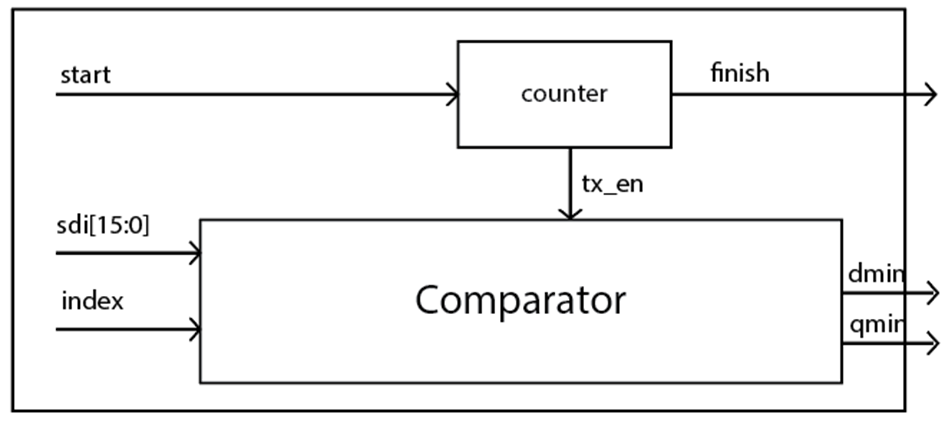 start
counter
finish
tx_en
sdi[15:0]
index
Comparator
dmin
qmin